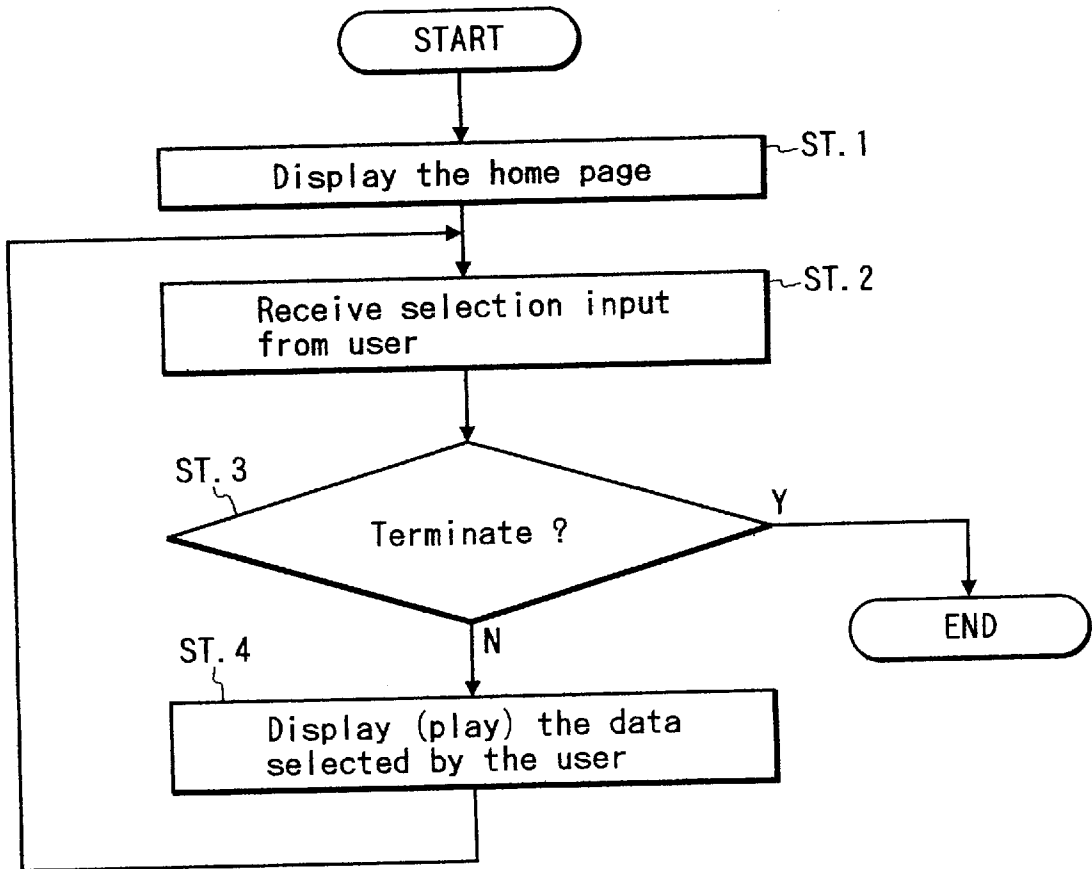 START
ST. 1
Display the home page
ST. 2
Receive selection input
from user
ST. 3
Terminate ?
Y
N
END
ST. 4
Display (play) the data
selected by the user